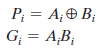 Pᵢ = Aᵢ ⊕ Bᵢ
Gᵢ = AᵢBᵢ